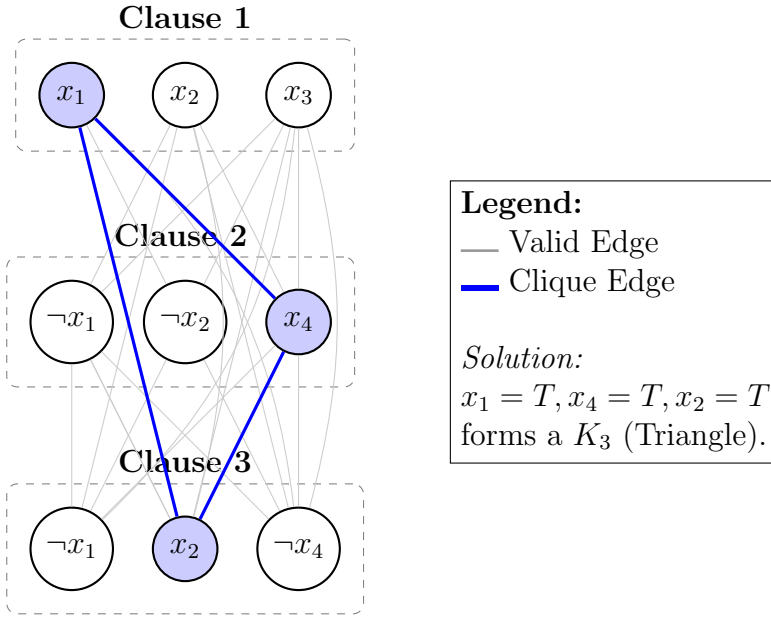 Clause 1
x₁ x₂ x₃
Clause 2
¬x₁ ¬x₂ x₄
Clause 3
¬x₁ x₂ ¬x₄
Legend:
Valid Edge
Clique Edge
Solution:
x₁ = T, x₄ = T, x₂ = T
forms a K₃ (Triangle).